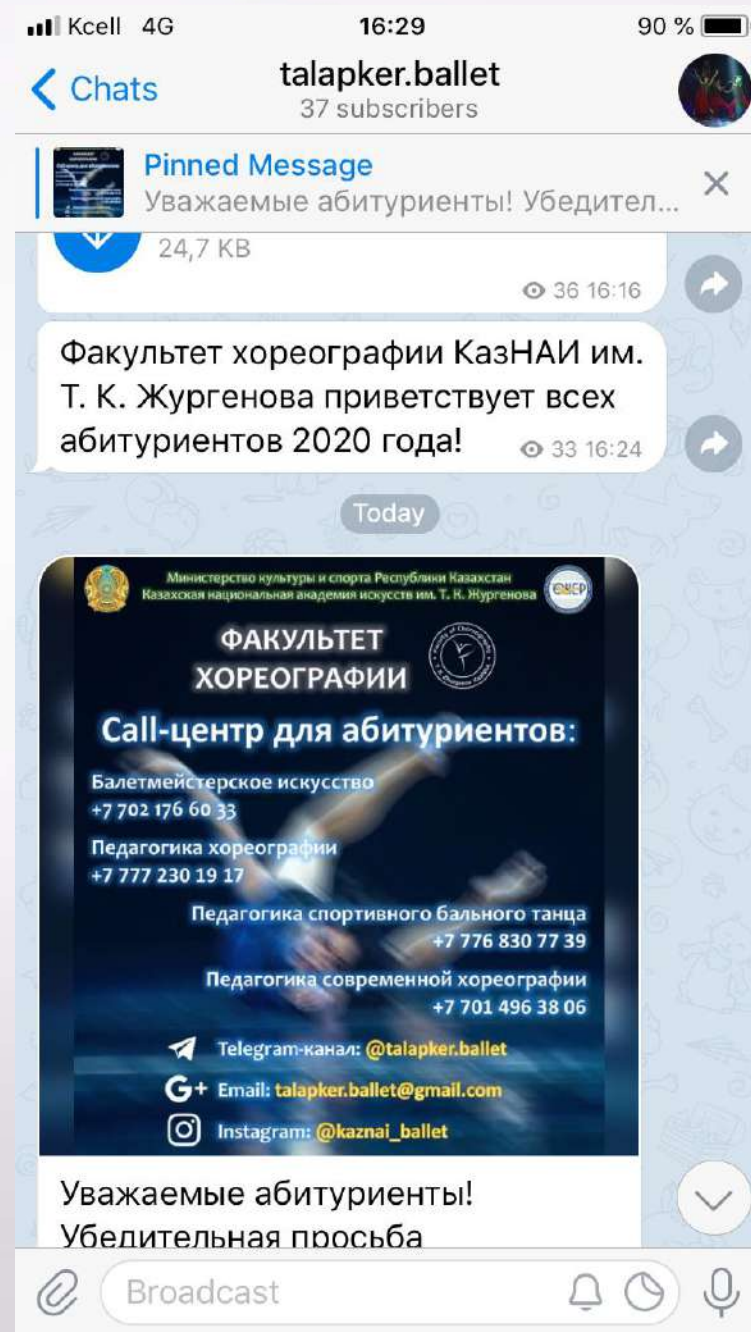 Kcell 4G 16:29 90 %
Chats
talapker.ballet
37 subscribers
Pinned Message
Уважаемые абитуриенты! Убедител...
24,7 KB
36 16:16
Факультет хореографии КазНАИ им.
Т. К. Жургенова приветствует всех
абитуриентов 2020 года!
33 16:24
Today
Министерство культуры и спорта Республики Казахстан
Казахская национальная академия искусств им. Т. К. Жургенова
ФАКУЛЬТЕТ
ХОРЕОГРАФИИ
Call-центр для абитуриентов:
Балетмейстерское искусство
+7 702 176 60 33
Педагогика хореографии
+7 777 230 19 17
Педагогика спортивного бального танца
+7 776 830 77 39
Педагогика современной хореографии
+7 701 496 38 06
Telegram-канал: @talapker.ballet
G+ Email: talapker.ballet@gmail.com
Instagram: @kaznai_ballet
Уважаемые абитуриенты!
Убедительная просьба
Broadcast